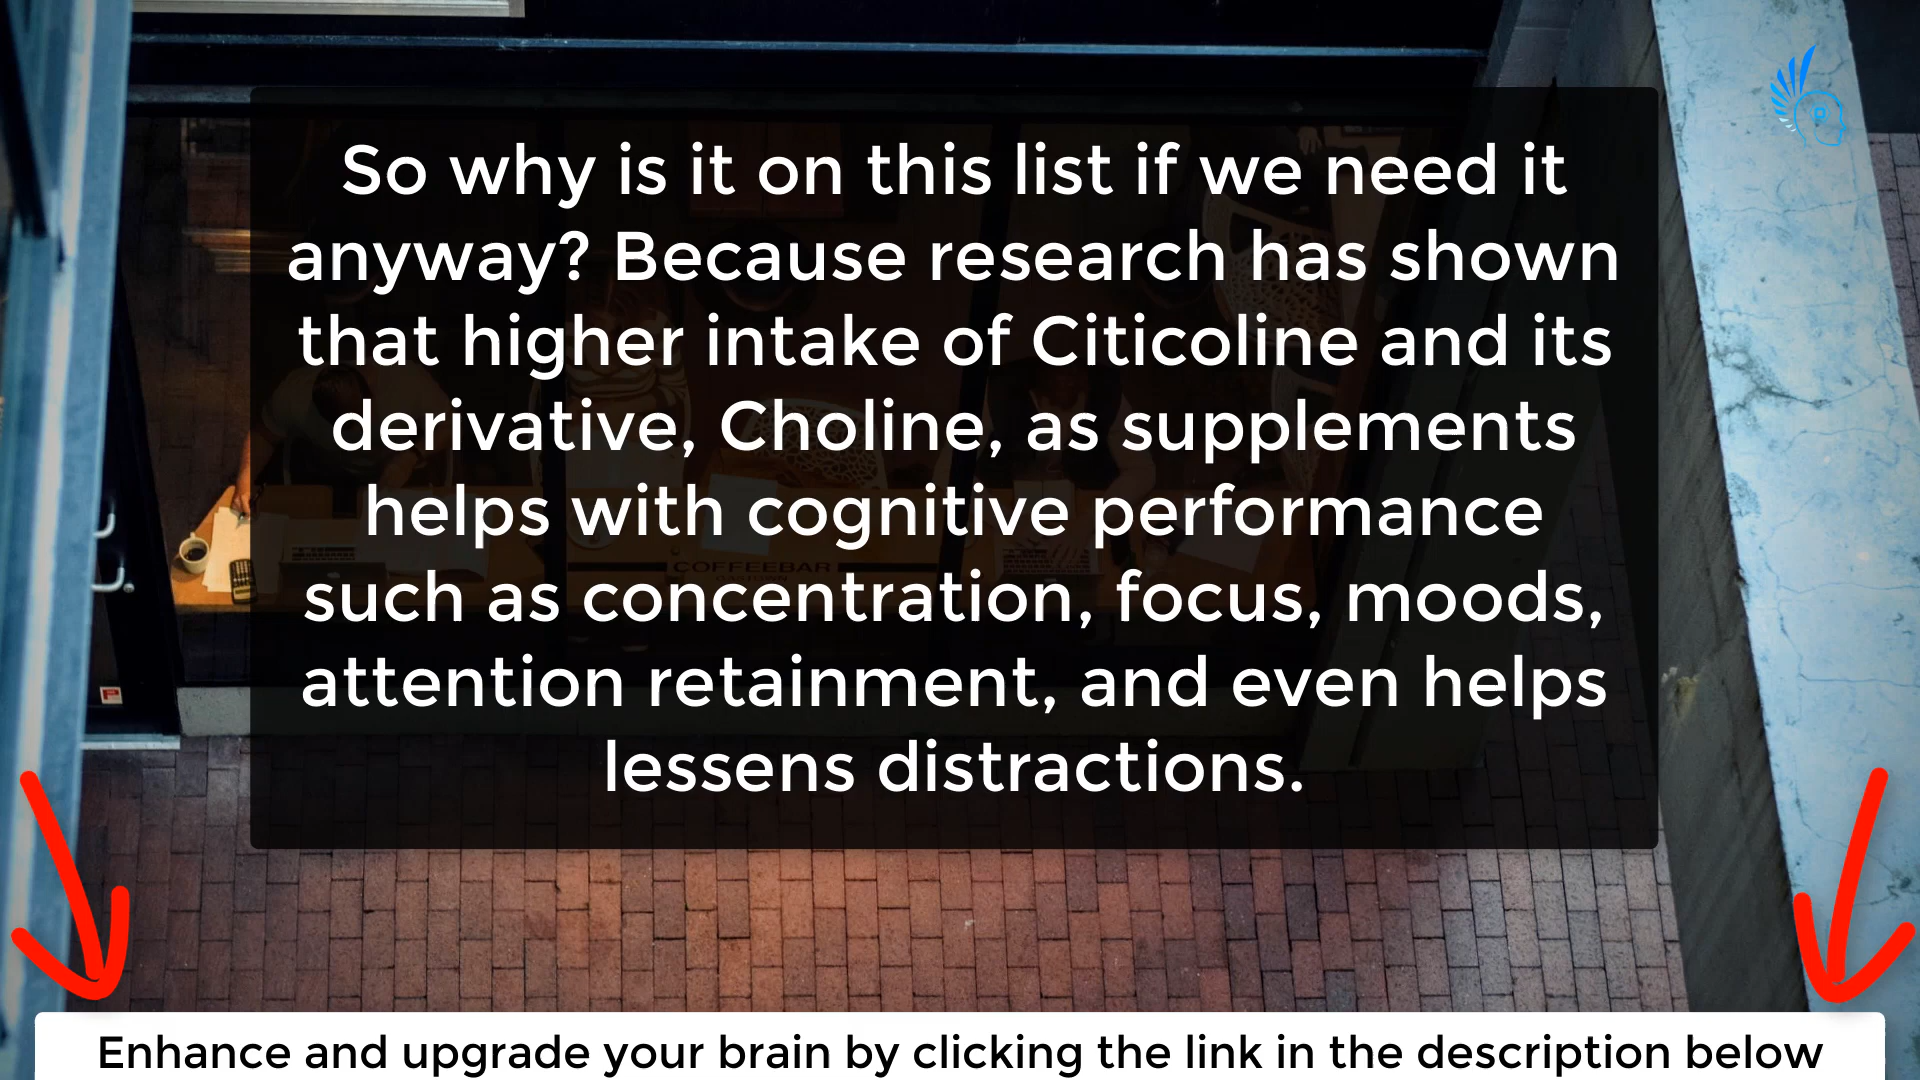 So why is it on this list if we need it
anyway? Because research has shown
that higher intake of Citicoline and its
derivative, Choline, as supplements
helps with cognitive performance
COFFEEBAR
such as concentration, focus, moods,
attention retainment, and even helps
lessens distractions.
Enhance and upgrade your brain by clicking the link in the description below